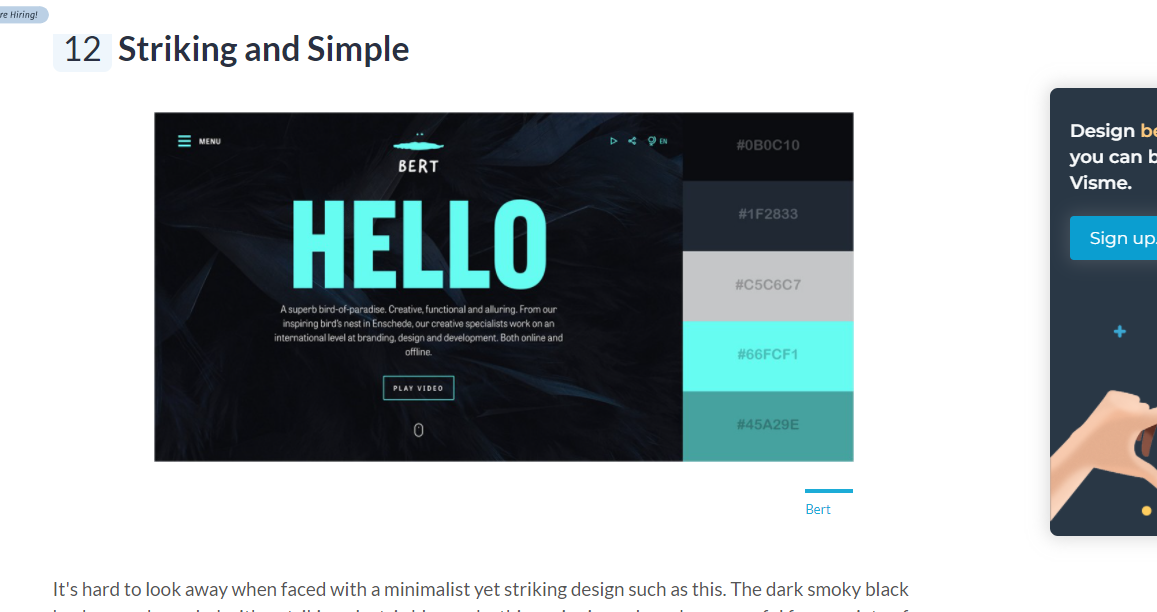 re Hiring!
12 Striking and Simple
MENU
EN
BERT
HELLO
A superb bird-of-paradise. Creative, functional and alluring. From our
inspiring bird's nest in Enschede, our creative specialists work on an
international level at branding, design and development. Both online and
offline.
PLAY VIDEO
#0B0C10
#1F2833
#C5C6C7
#66FCF1
#45A29E
Bert
Design be
you can b
Visme.
Sign up.
It's hard to look away when faced with a minimalist yet striking design such as this. The dark smoky black